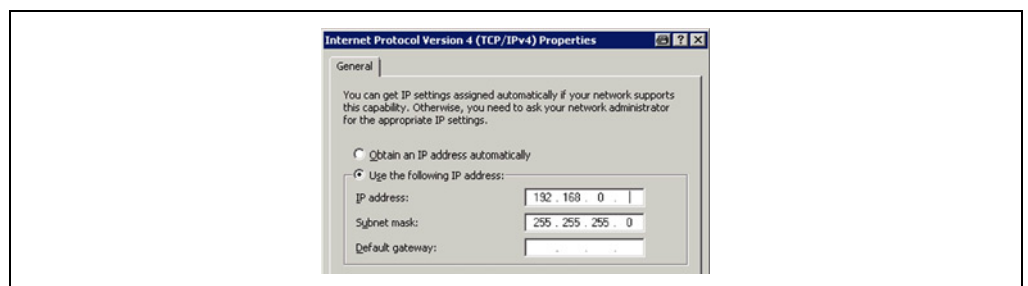 Internet Protocol Version 4 (TCP/IPv4) Properties
General
You can get IP settings assigned automatically if your network supports
this capability. Otherwise, you need to ask your network administrator
for the appropriate IP settings.
Obtain an IP address automatically
Use the following IP address:
IP address: 192 . 168 . 0 .
Subnet mask: 255 . 255 . 255 . 0
Default gateway: . . .